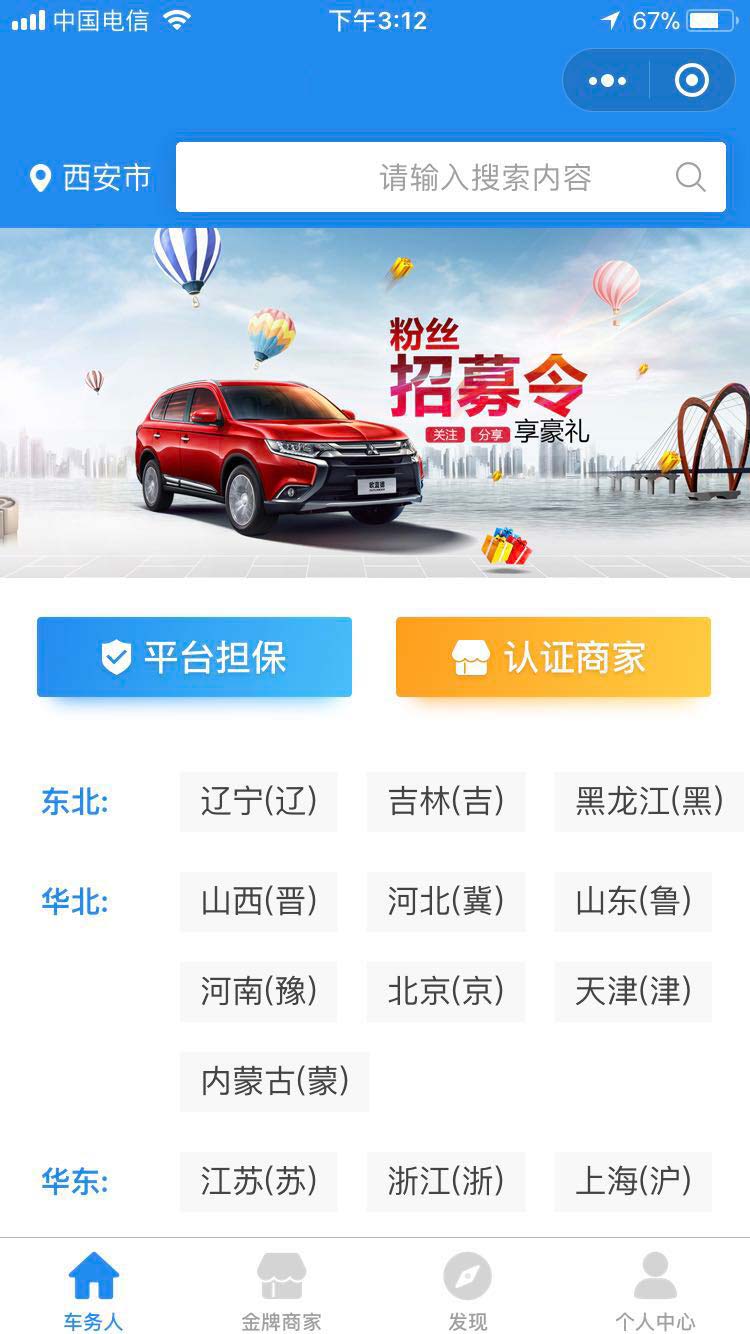 中国电信 下午3:12 67%
西安市 请输入搜索内容
粉丝
招募令
关注 分享 享豪礼
欧蓝德
平台担保 认证商家
东北: 辽宁(辽) 吉林(吉) 黑龙江(黑)
华北: 山西(晋) 河北(冀) 山东(鲁)
河南(豫) 北京(京) 天津(津)
内蒙古(蒙)
华东: 江苏(苏) 浙江(浙) 上海(沪)
车务人 金牌商家 发现 个人中心